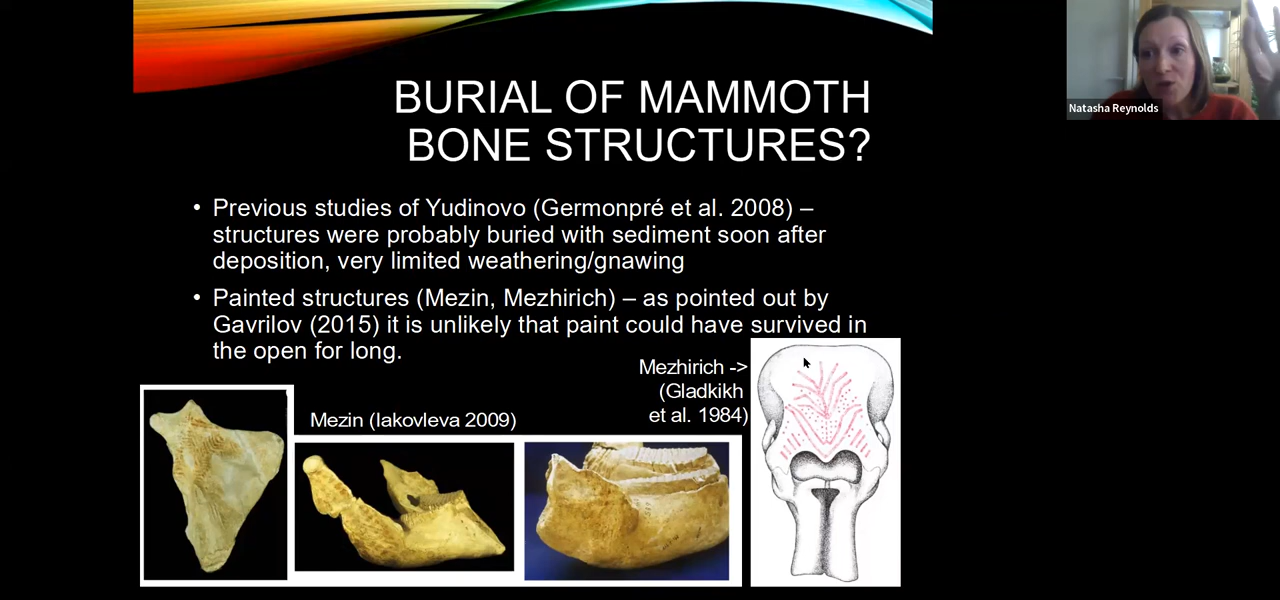 BURIAL OF MAMMOTH
BONE STRUCTURES?
Natasha Reynolds
• Previous studies of Yudinovo (Germonpré et al. 2008) –
structures were probably buried with sediment soon after
deposition, very limited weathering/gnawing
• Painted structures (Mezin, Mezhirich) – as pointed out by
Gavrilov (2015) it is unlikely that paint could have survived in
the open for long.
Mezhirich ->
(Gladkikh
et al. 1984)
Mezin (Iakovleva 2009)